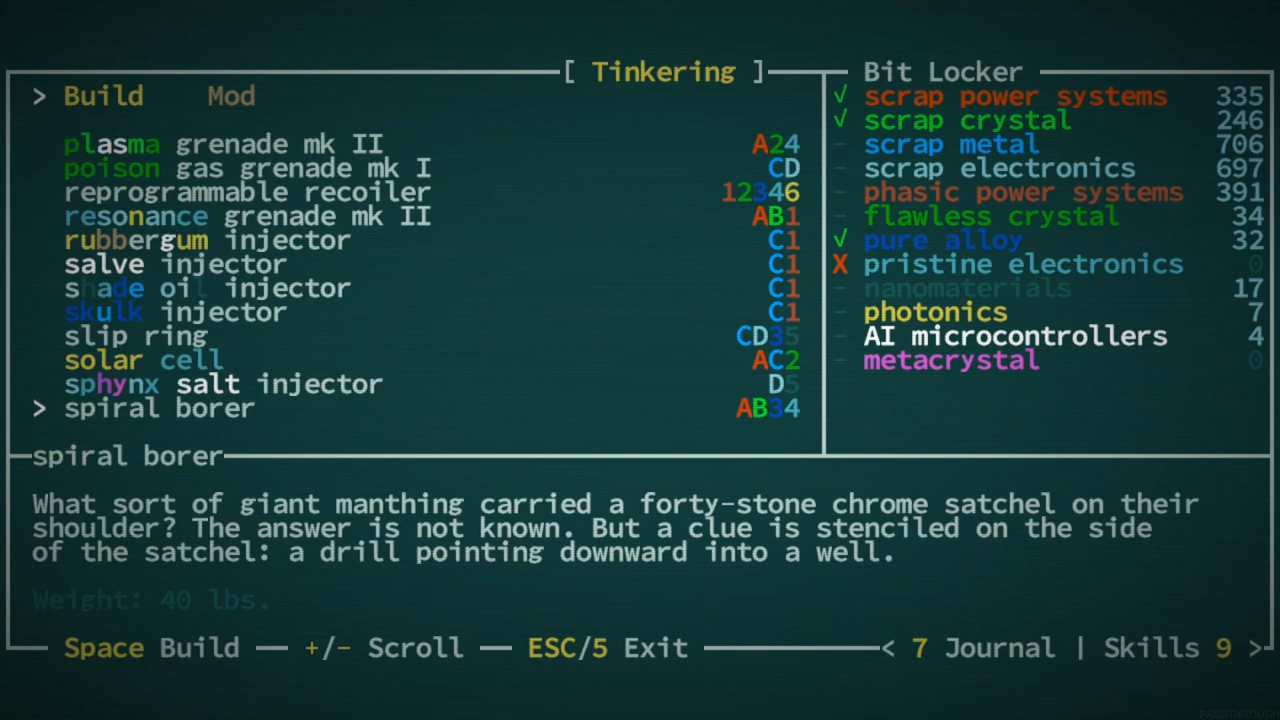 [ Tinkering ]
> Build Mod
plasma grenade mk II A24
poison gas grenade mk I CD
reprogrammable recoiler 12346
resonance grenade mk II AB1
rubbergum injector C1
salve injector C1
shade oil injector C1
skulk injector C1
slip ring CD35
solar cell AC2
sphynx salt injector D5
> spiral borer AB34
Bit Locker
√ scrap power systems 335
√ scrap crystal 246
- scrap metal 706
- scrap electronics 697
- phasic power systems 391
- flawless crystal 34
√ pure alloy 32
X pristine electronics 0
- nanomaterials 17
- photonics 7
- AI microcontrollers 4
- metacrystal 0
spiral borer
What sort of giant manthing carried a forty-stone chrome satchel on their
shoulder? The answer is not known. But a clue is stenciled on the side
of the satchel: a drill pointing downward into a well.
Weight: 40 lbs.
Space Build — +/- Scroll — ESC/5 Exit < 7 Journal | Skills 9 >